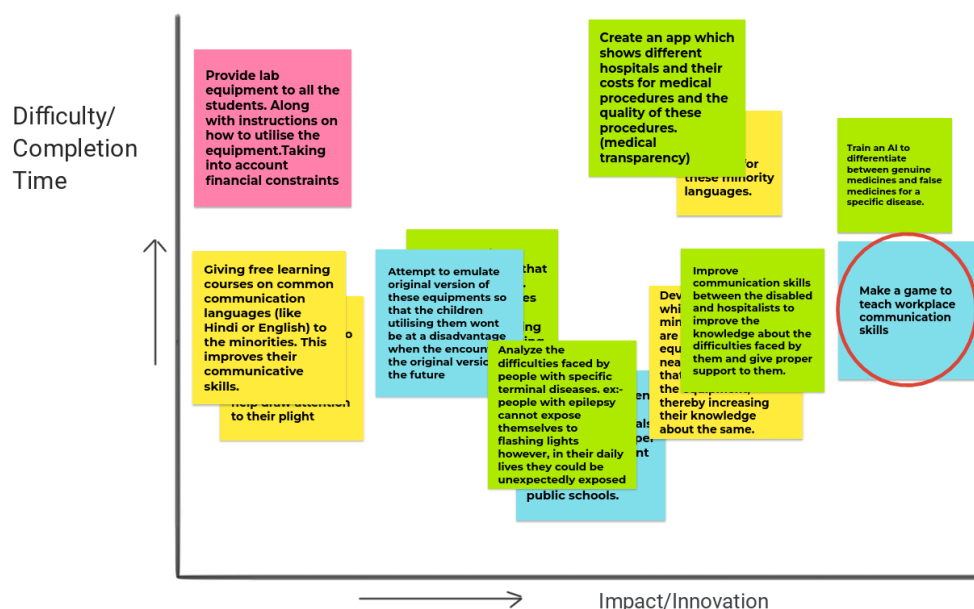 Difficulty/
Completion
Time
Provide lab
equipment to all the
students. Along
with instructions on
how to utilise the
equipment.Taking
into account
financial constraints
Create an app which
shows different
hospitals and their
costs for medical
procedures and the
quality of these
procedures.
(medical
transparency)
these minority
languages.
Train an AI to
differentiate
between genuine
medicines and false
medicines for a
specific disease.
Giving free learning
courses on common
communication
languages (like
Hindi or English) to
the minorities. This
improves their
communicative
skills.
help draw attention
to their plight
Attempt to emulate
original version of
these equipments so
that the children
utilising them wont
be at a disadvantage
when the encount
the original versio
the future
that
Analyze the
difficulties faced by
people with specific
terminal diseases. ex:-
people with epilepsy
cannot expose
themselves to
flashing lights
however, in their daily
lives they could be
unexpectedly exposed
public schools.
Improve
communication skills
between the disabled
and hospitalists to
improve the
knowledge about the
difficulties faced by
them and give proper
support to them.
thereby increasing
their knowledge
about the same.
Make a game to
teach workplace
communication
skills
Impact/Innovation